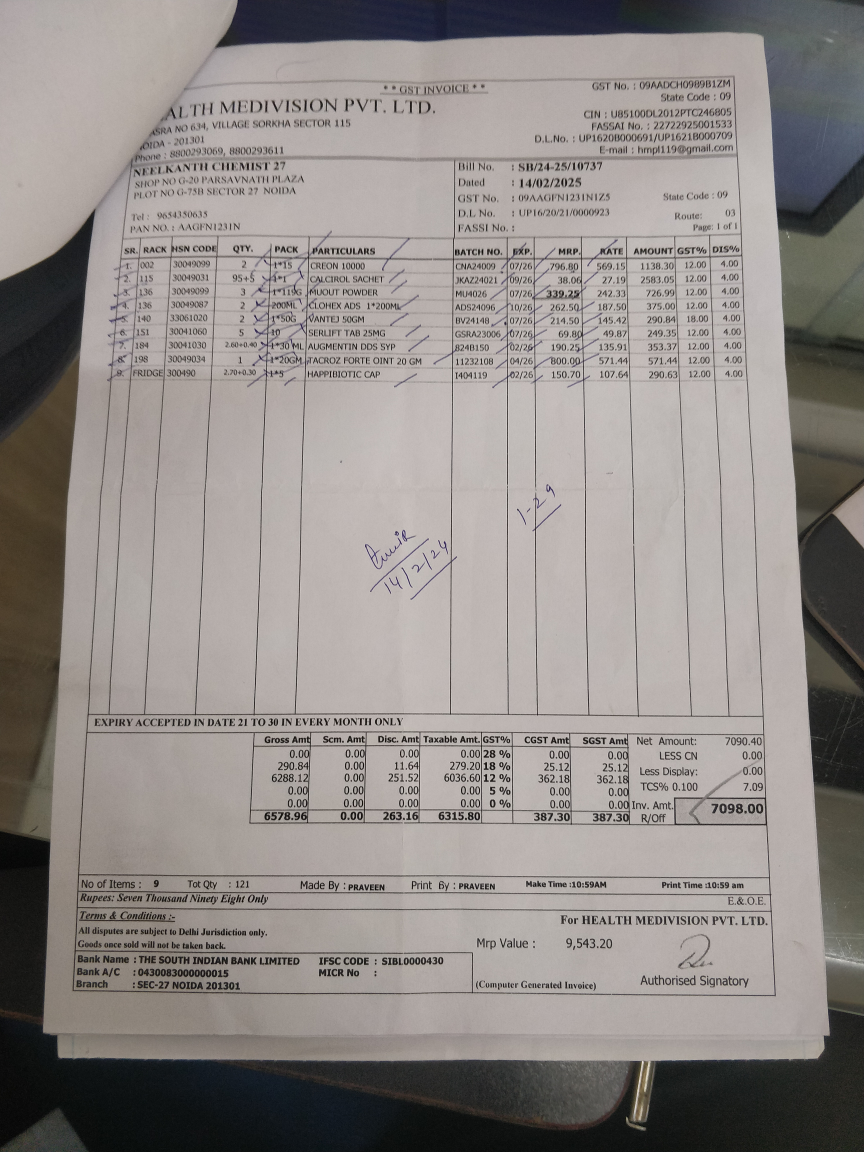 * * GST INVOICE * *
GST No. : 09AADCH0989B1ZM
State Code : 09
ALTH MEDIVISION PVT. LTD.
CIN : U85100DL2012PTC246805
ASRA NO 634, VILLAGE SORKHA SECTOR 115
FASSAI No. : 22722925001533
NOIDA - 201301
D.L.No. : UP1620B000691/UP1621B000709
Phone : 8800293069, 8800293611
E-mail : hmpl119@gmail.com
NEELKANTH CHEMIST 27
Bill No. : SB/24-25/10737
SHOP NO G-20 PARSAVNATH PLAZA
Dated : 14/02/2025
PLOT NO G-75B SECTOR 27 NOIDA
GST No. : 09AAGFN1231N1Z5 State Code : 09
Tel : 9654350635
D.L No. : UP16/20/21/0000923 Route: 03
PAN NO. : AAGFN1231N
FASSI No. : Page: 1 of 1
SR. RACK HSN CODE QTY. PACK PARTICULARS BATCH NO. EXP. MRP. RATE AMOUNT GST% DIS%
1. 002 30049099 2 1*15 CREON 10000 CNA24009 07/26 796.80 569.15 1138.30 12.00 4.00
2. 115 30049031 95+5 1*1 CALCIROL SACHET JKAZ24021 09/26 38.06 27.19 2583.05 12.00 4.00
3. 136 30049099 3 1*119G MUOUT POWDER MU4026 07/26 339.25 242.33 726.99 12.00 4.00
4. 136 30049087 2 200ML CLOHEX ADS 1*200ML ADS24096 10/26 262.50 187.50 375.00 12.00 4.00
5. 140 33061020 2 1*50G VANTEJ 50GM BV24148 07/26 214.50 145.42 290.84 18.00 4.00
6. 151 30041060 5 10 SERLIFT TAB 25MG GSRA23006 07/26 69.80 49.87 249.35 12.00 4.00
7. 184 30041030 2.60+0.40 1*30 ML AUGMENTIN DDS SYP 824B150 02/26 190.25 135.91 353.37 12.00 4.00
8. 198 30049034 1 1*20GM TACROZ FORTE OINT 20 GM 11232108 04/26 800.00 571.44 571.44 12.00 4.00
9. FRIDGE 300490 2.70+0.30 1*5 HAPPIBIOTIC CAP I404119 02/26 150.70 107.64 290.63 12.00 4.00
1-29
14/2/24
EXPIRY ACCEPTED IN DATE 21 TO 30 IN EVERY MONTH ONLY
Gross Amt Scm. Amt Disc. Amt Taxable Amt. GST% CGST Amt SGST Amt Net Amount: 7090.40
0.00 0.00 0.00 0.00 28 % 0.00 0.00 LESS CN 0.00
290.84 0.00 11.64 279.20 18 % 25.12 25.12 Less Display: 0.00
6288.12 0.00 251.52 6036.60 12 % 362.18 362.18 TCS% 0.100 7.09
0.00 0.00 0.00 0.00 5 % 0.00 0.00
0.00 0.00 0.00 0.00 0 % 0.00 0.00 Inv. Amt. 7098.00
6578.96 0.00 263.16 6315.80 387.30 387.30 R/Off
No of Items : 9 Tot Qty : 121 Made By : PRAVEEN Print By : PRAVEEN Make Time :10:59AM Print Time :10:59 am
Rupees: Seven Thousand Ninety Eight Only E.&.O.E.
Terms & Conditions :-
For HEALTH MEDIVISION PVT. LTD.
All disputes are subject to Delhi Jurisdiction only.
Goods once sold will not be taken back.
Mrp Value : 9,543.20
Bank Name : THE SOUTH INDIAN BANK LIMITED IFSC CODE : SIBL0000430
Bank A/C : 0430083000000015 MICR No :
Branch : SEC-27 NOIDA 201301
(Computer Generated Invoice) Authorised Signatory